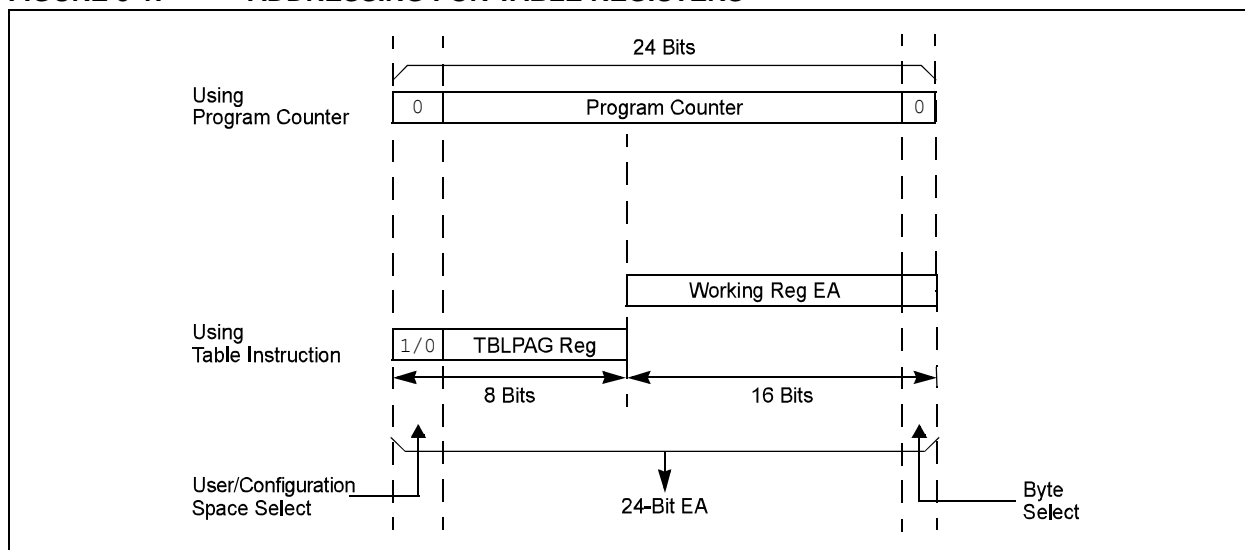 24 Bits
Using
Program Counter
0
Program Counter
0
Working Reg EA
Using
Table Instruction
1/0
TBLPAG Reg
8 Bits
16 Bits
User/Configuration
Space Select
24-Bit EA
Byte
Select